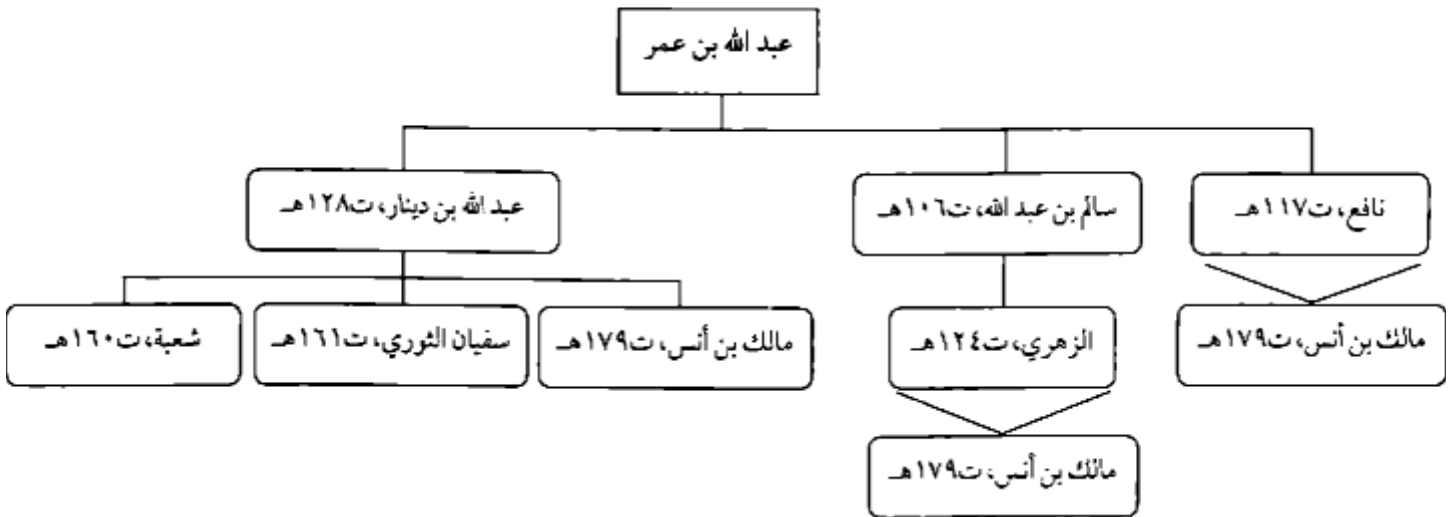 عبد الله بن عمر
نافع، ت١١٧هـ
سالم بن عبد الله، ت١٠٦هـ
عبد الله بن دينار، ت١٢٨هـ
مالك بن أنس، ت١٧٩هـ
الزهري، ت١٢٤هـ
مالك بن أنس، ت١٧٩هـ
سفيان الثوري، ت١٦١هـ
شعبة، ت١٦٠هـ
مالك بن أنس، ت١٧٩هـ